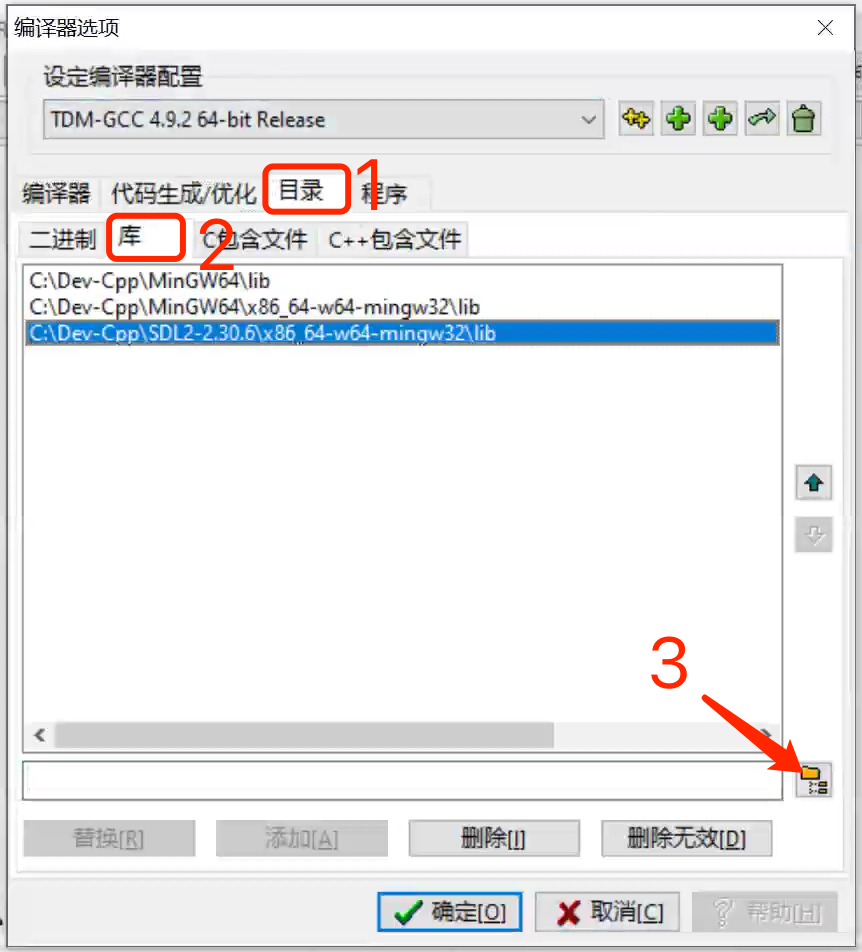 编译器选项
设定编译器配置
TDM-GCC 4.9.2 64-bit Release
编译器 代码生成/优化 目录 1 程序
二进制 库 2 C包含文件 C++包含文件
C:\Dev-Cpp\MinGW64\lib
C:\Dev-Cpp\MinGW64\x86_64-w64-mingw32\lib
C:\Dev-Cpp\SDL2-2.30.6\x86_64-w64-mingw32\lib
3
替换[R] 添加[A] 删除[I] 删除无效[D]
确定[O] 取消[C] 帮助[H]